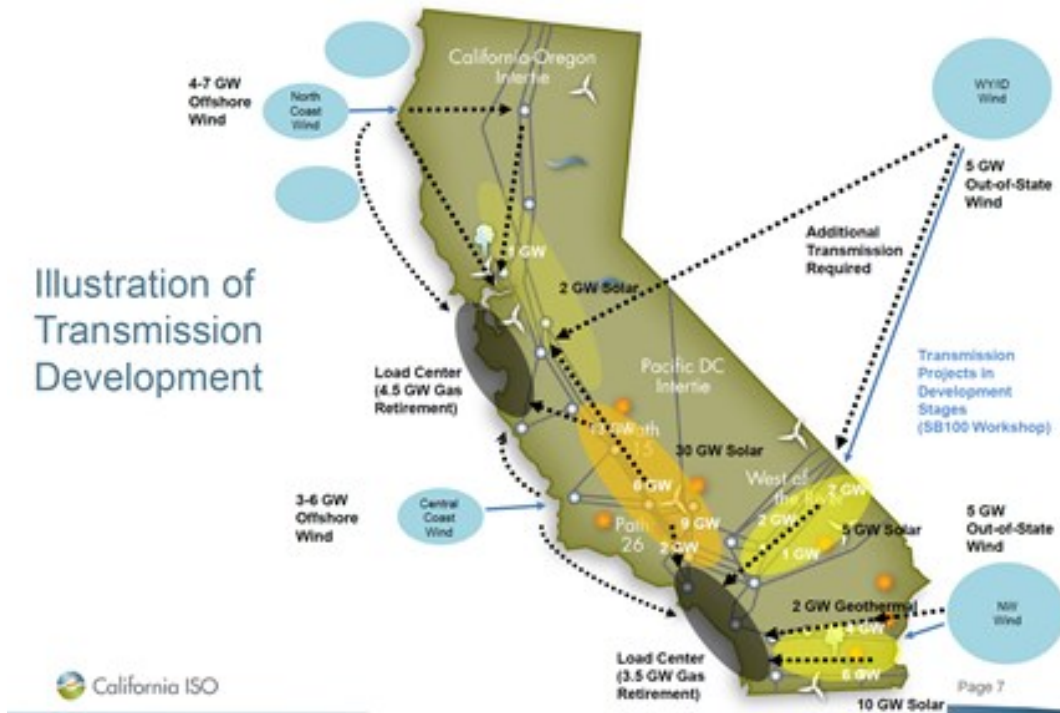 California-Oregon
Intertie
4-7 GW
Offshore
Wind
North
Coast
Wind
WY/ID
Wind
5 GW
Out-of-State
Wind
Additional
Transmission
Required
1 GW
2 GW Solar
Illustration of
Transmission
Development
Load Center
(4.5 GW Gas
Retirement)
Pacific DC
Intertie
Transmission
Projects in
Development
Stages
(SB100 Workshop)
Path
15
30 GW Solar
West of
the
2 GW
6 GW
3-6 GW
Offshore
Wind
Central
Coast
Wind
Path
26
9 GW
2 GW
2 GW
1 GW
5 GW Solar
5 GW
Out-of-State
Wind
2 GW Geothermal
NM
Wind
Load Center
(3.5 GW Gas
Retirement)
6 GW
10 GW Solar
California ISO
Page 7